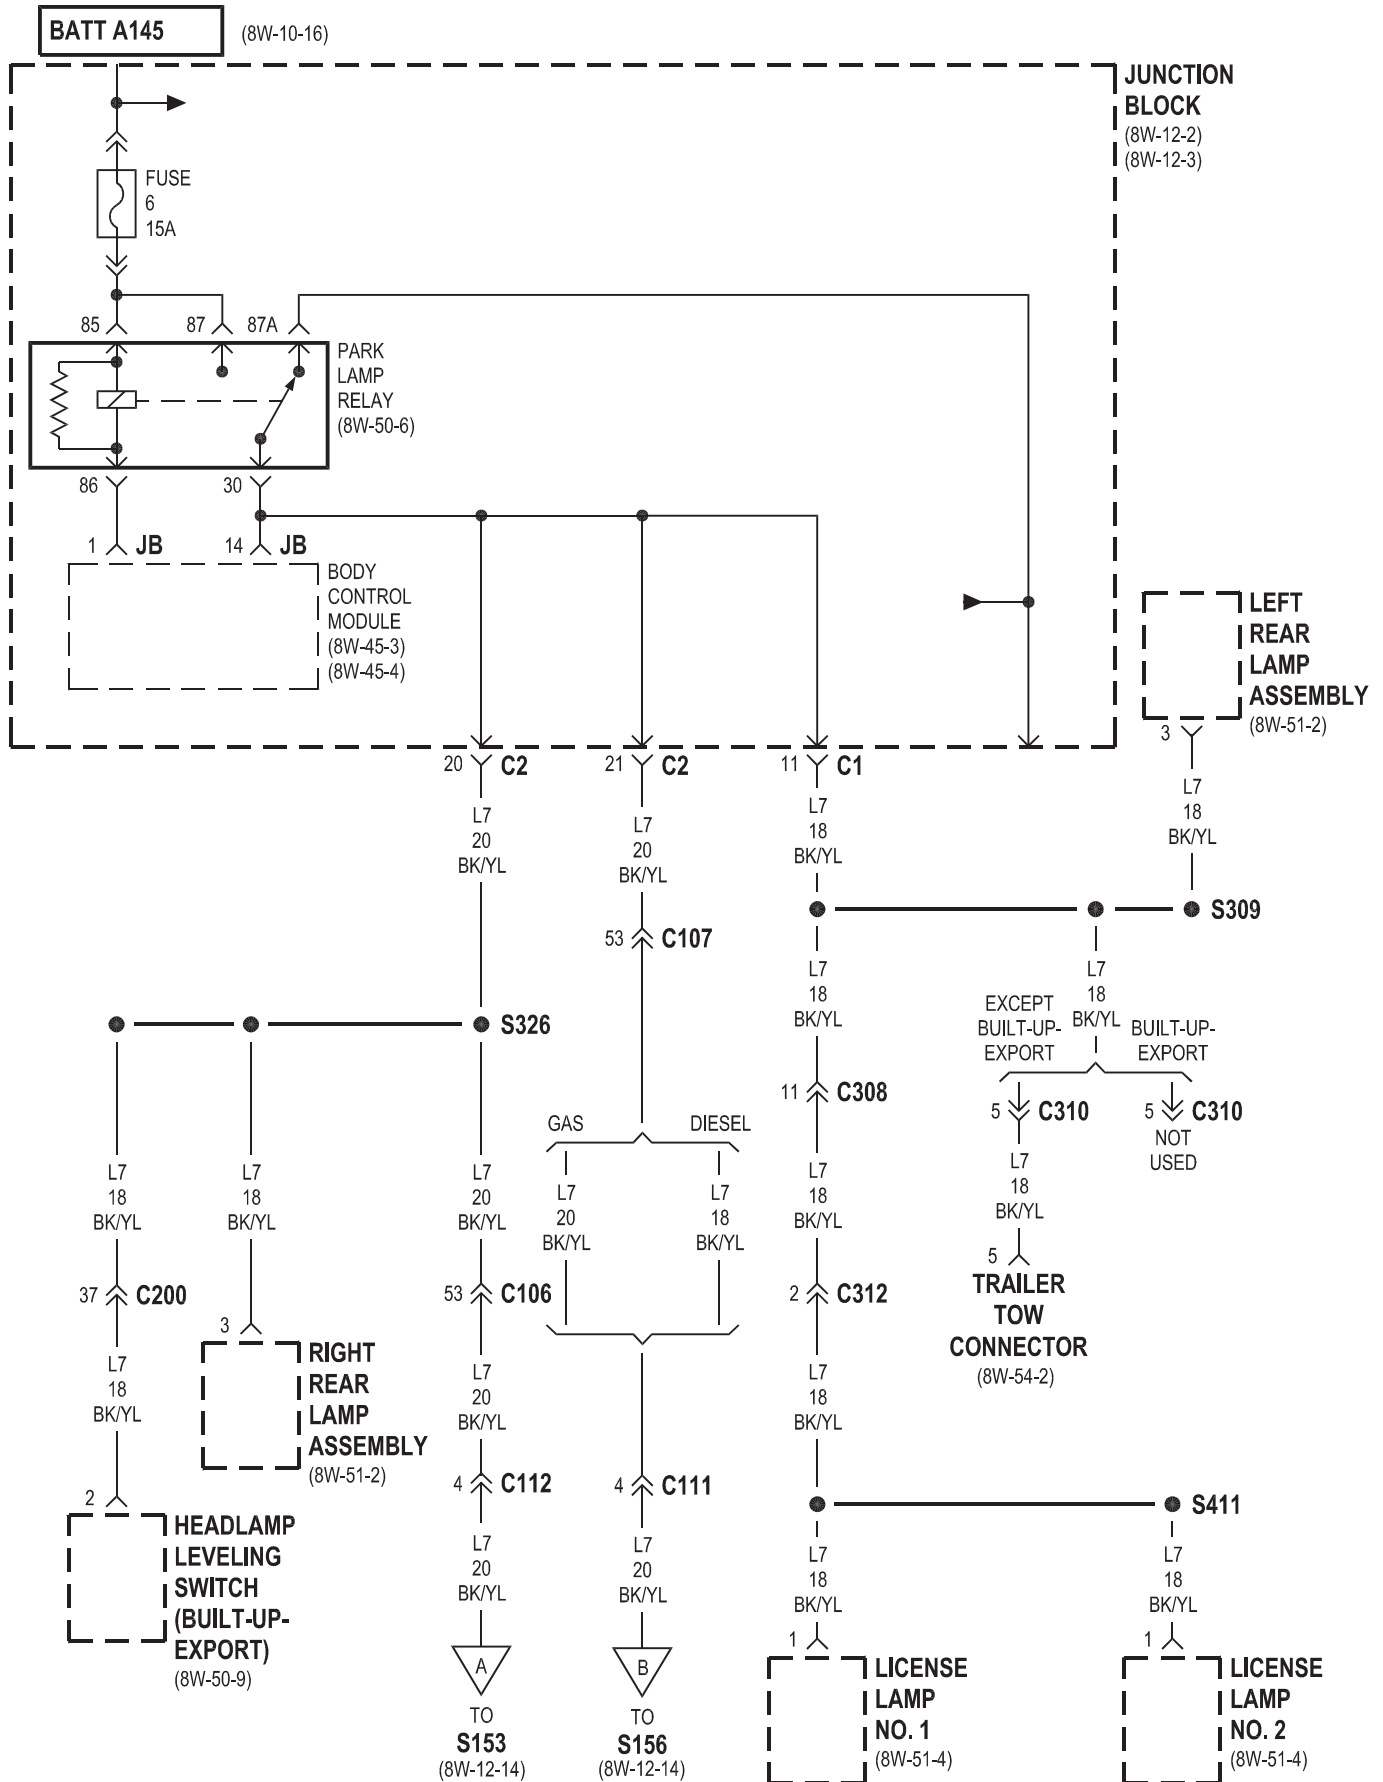 BATT A145
(8W-10-16)
JUNCTION
BLOCK
(8W-12-2)
(8W-12-3)
FUSE
6
15A
85
87
87A
PARK
LAMP
RELAY
(8W-50-6)
86
30
1
JB
14
JB
BODY
CONTROL
MODULE
(8W-45-3)
(8W-45-4)
LEFT
REAR
LAMP
ASSEMBLY
(8W-51-2)
3
20
C2
21
C2
11
C1
L7
20
BK/YL
L7
20
BK/YL
L7
18
BK/YL
L7
18
BK/YL
S309
53
C107
L7
18
BK/YL
L7
18
BK/YL
EXCEPT
BUILT-UP-
EXPORT
BUILT-UP-
EXPORT
S326
11
C308
5
C310
5
C310
NOT
USED
GAS
DIESEL
L7
18
BK/YL
L7
18
BK/YL
L7
20
BK/YL
L7
20
BK/YL
L7
18
BK/YL
L7
18
BK/YL
L7
18
BK/YL
37
C200
53
C106
2
C312
5
TRAILER
TOW
CONNECTOR
(8W-54-2)
3
RIGHT
REAR
LAMP
ASSEMBLY
(8W-51-2)
L7
18
BK/YL
L7
20
BK/YL
L7
18
BK/YL
4
C112
4
C111
2
HEADLAMP
LEVELING
SWITCH
(BUILT-UP-
EXPORT)
(8W-50-9)
S411
L7
20
BK/YL
L7
20
BK/YL
L7
18
BK/YL
L7
18
BK/YL
A
TO
S153
(8W-12-14)
B
TO
S156
(8W-12-14)
1
LICENSE
LAMP
NO. 1
(8W-51-4)
1
LICENSE
LAMP
NO. 2
(8W-51-4)